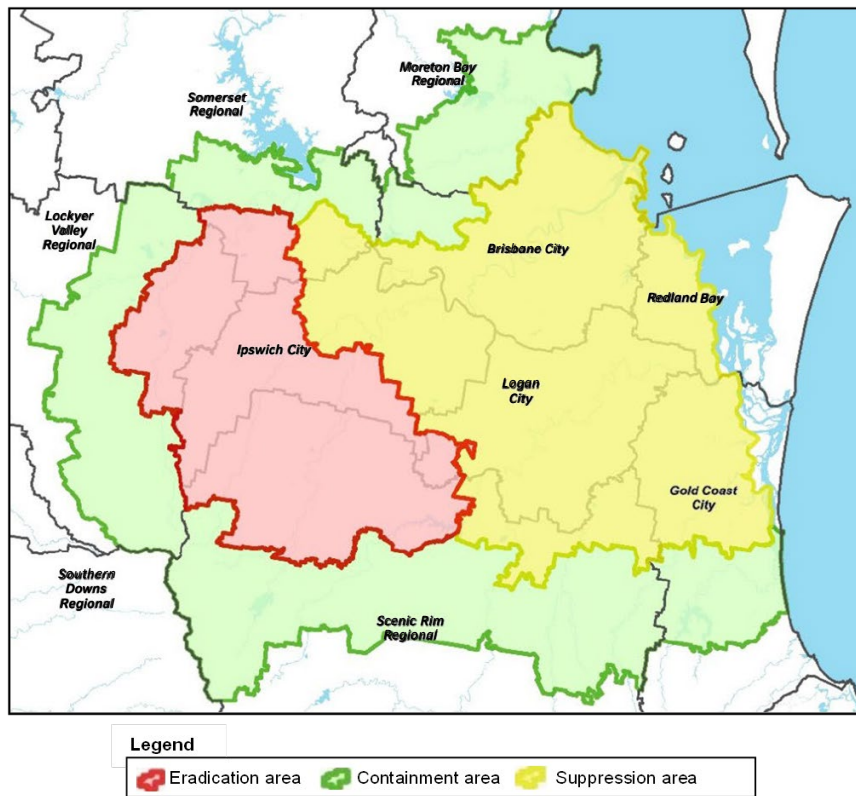 Moreton Bay
Regional
Somerset
Regional
Lockyer
Valley
Regional
Brisbane City
Redland Bay
Ipswich City
Logan
City
Gold Coast
City
Southern
Downs
Regional
Scenic Rim
Regional
Legend
Eradication area
Containment area
Suppression area